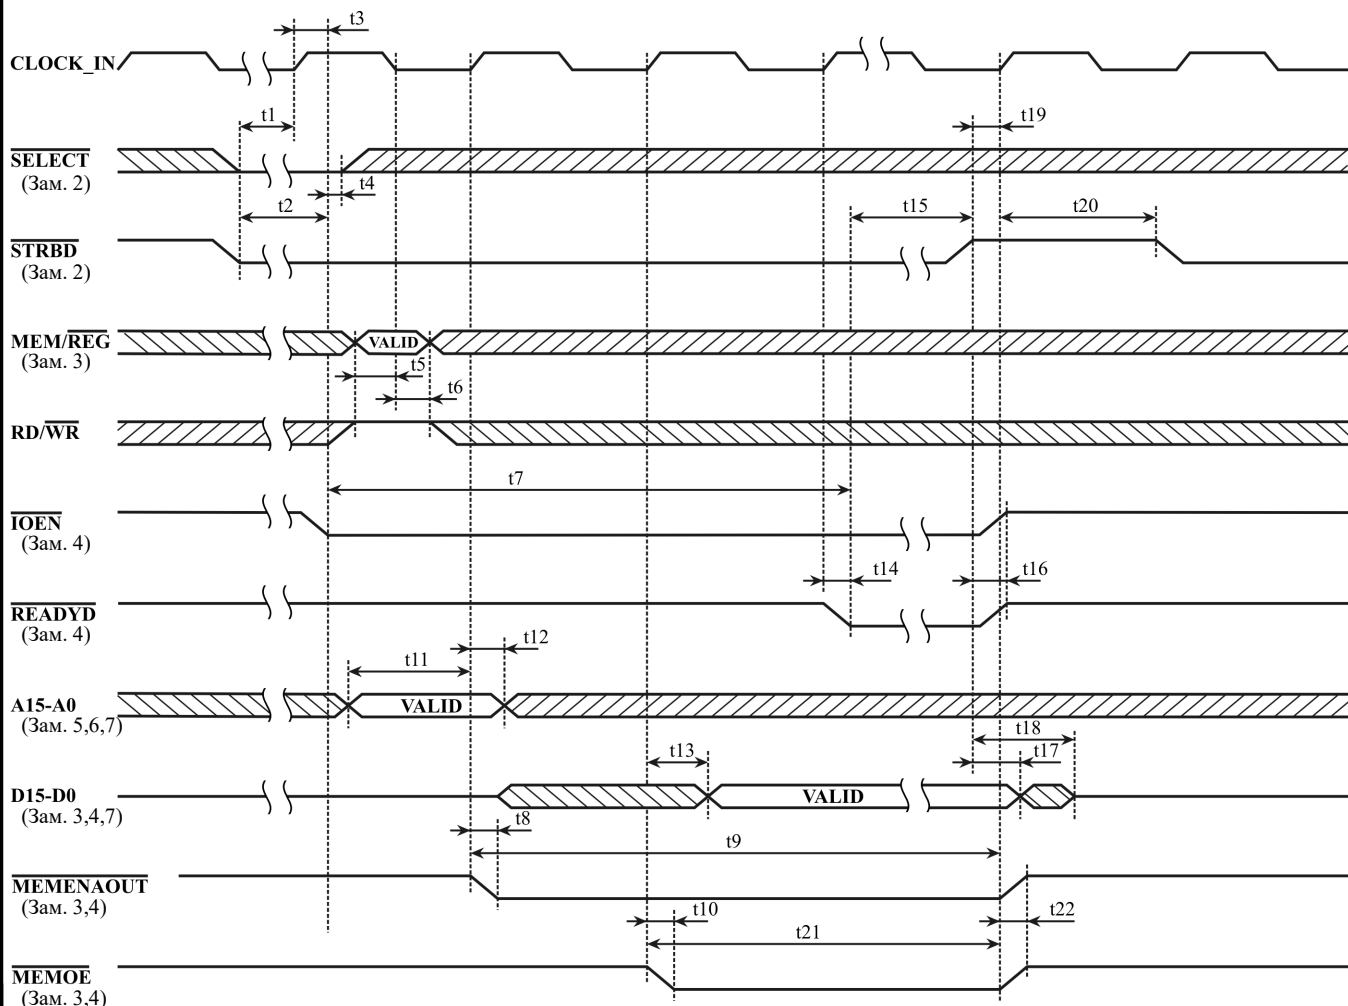 t3
CLOCK_IN
t1
t19
SELECT
(Зам. 2)
t4
t2
t15
t20
STRBD
(Зам. 2)
MEM/REG
VALID
(Зам. 3)
t5
t6
RD/WR
t7
IOEN
(Зам. 4)
t14
t16
READYD
(Зам. 4)
t12
t11
A15-A0
VALID
(Зам. 5,6,7)
t18
t13
t17
D15-D0
VALID
(Зам. 3,4,7)
t8
t9
MEMENAOUT
(Зам. 3,4)
t10
t22
t21
MEMOE
(Зам. 3,4)